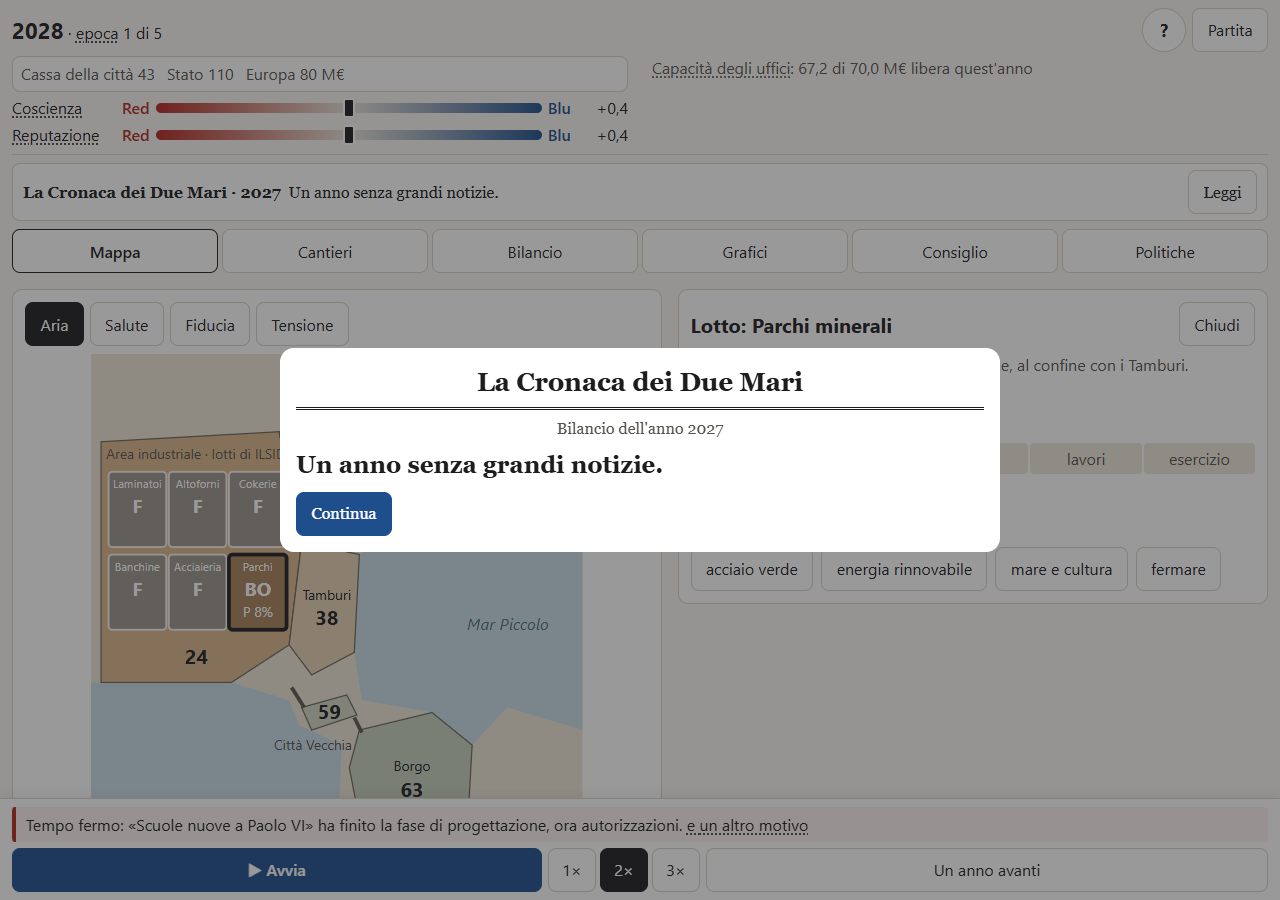 2028 · epoca 1 di 5
?
Partita
Cassa della città 43 Stato 110 Europa 80 M€
Capacità degli uffici: 67,2 di 70,0 M€ libera quest'anno
Coscienza Red Blu +0,4
Reputazione Red Blu +0,4
La Cronaca dei Due Mari · 2027 Un anno senza grandi notizie.
Leggi
Mappa
Cantieri
Bilancio
Grafici
Consiglio
Politiche
Aria
Salute
Fiducia
Tensione
Lotto: Parchi minerali
Chiudi
e, al confine con i Tamburi.
La Cronaca dei Due Mari
Bilancio dell'anno 2027
Un anno senza grandi notizie.
Continua
lavori
esercizio
acciaio verde
energia rinnovabile
mare e cultura
fermare
Area industriale · lotti di ILSID
Laminatoi
F
Altoforni
F
Cokerie
F
Banchine
F
Acciaieria
F
Parchi
BO
P 8%
24
Tamburi
38
Mar Piccolo
59
Città Vecchia
Borgo
63
Tempo fermo: «Scuole nuove a Paolo VI» ha finito la fase di progettazione, ora autorizzazioni. e un altro motivo
▶ Avvia
1×
2×
3×
Un anno avanti